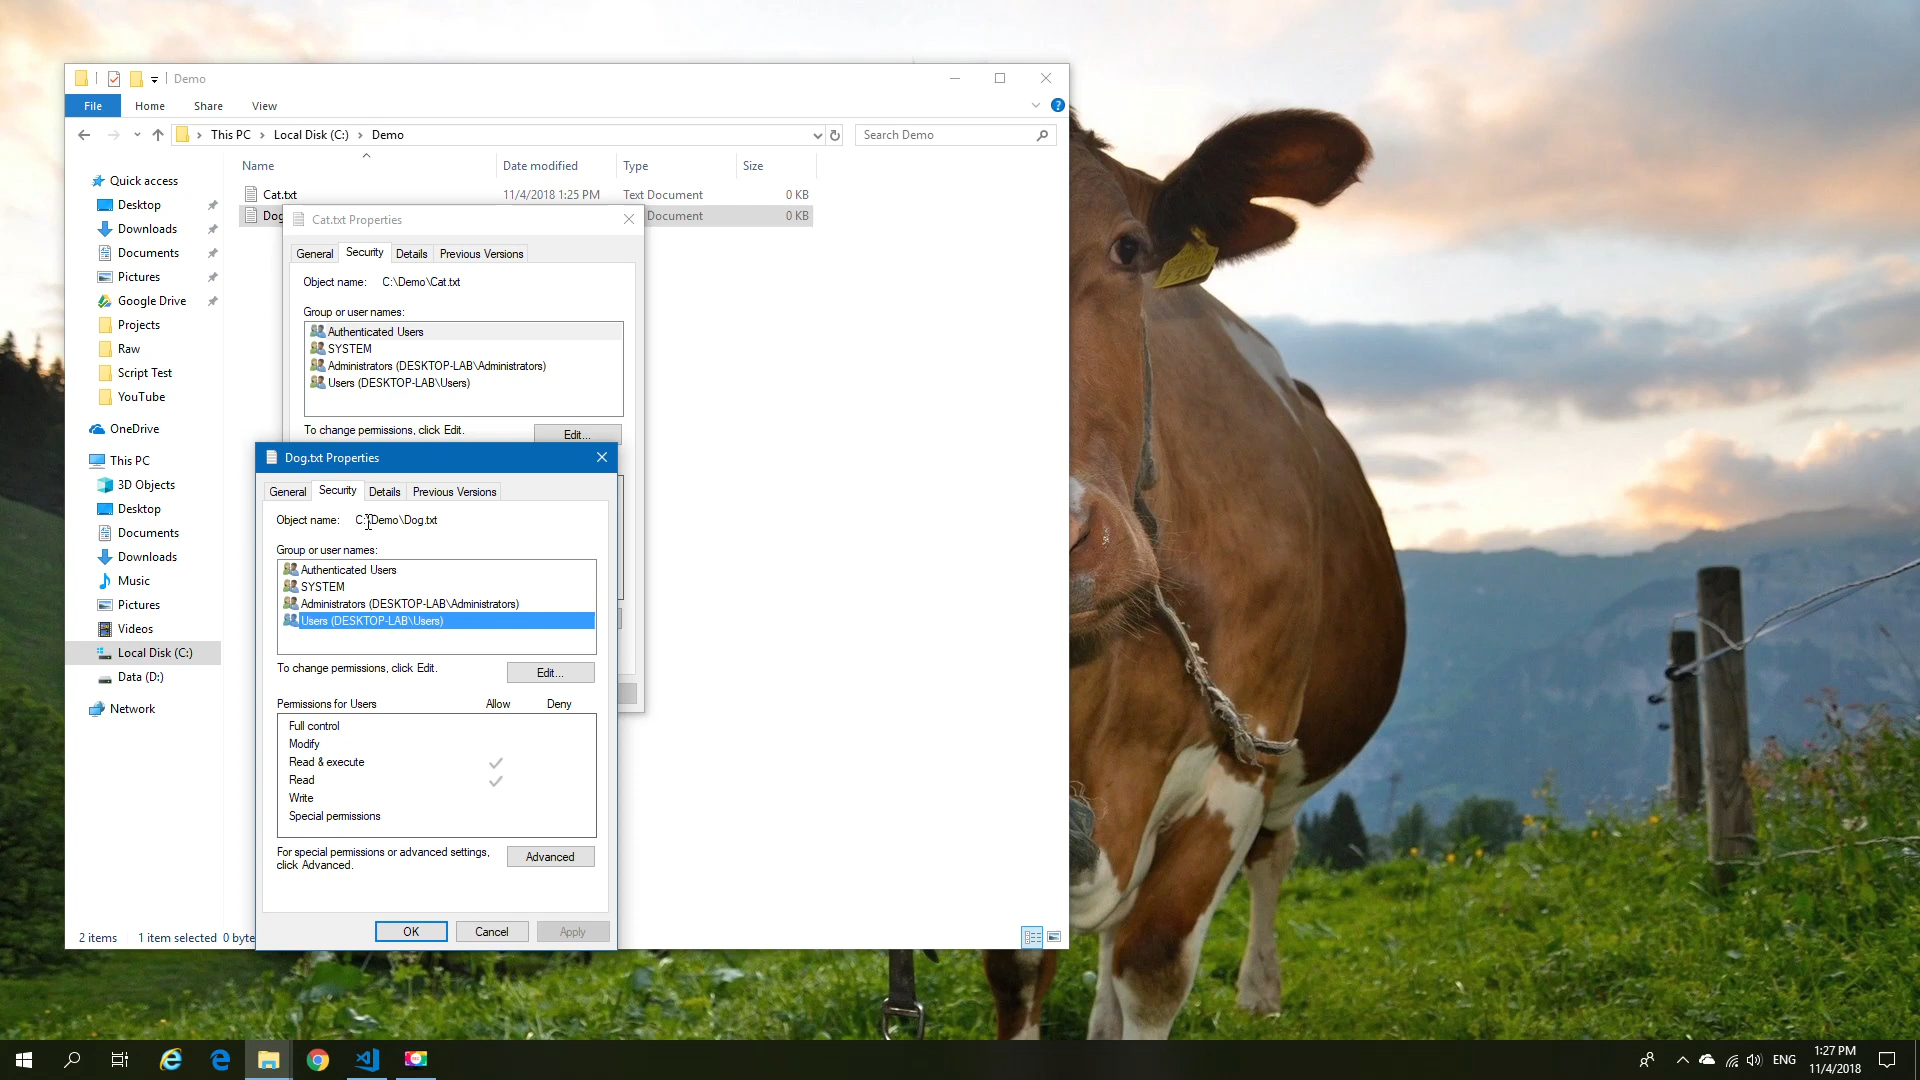 Demo
File Home Share View
This PC Local Disk (C:) Demo
Search Demo
Name Date modified Type Size
Cat.txt 11/4/2018 1:25 PM Text Document 0 KB
Dog Document 0 KB
Quick access
Desktop
Downloads
Documents
Pictures
Google Drive
Projects
Raw
Script Test
YouTube
OneDrive
This PC
3D Objects
Desktop
Documents
Downloads
Music
Pictures
Videos
Local Disk (C:)
Data (D:)
Network
2 items 1 item selected 0 byte
Cat.txt Properties
General Security Details Previous Versions
Object name: C:\Demo\Cat.txt
Group or user names:
Authenticated Users
SYSTEM
Administrators (DESKTOP-LAB\Administrators)
Users (DESKTOP-LAB\Users)
To change permissions, click Edit.
Edit...
Dog.txt Properties
General Security Details Previous Versions
Object name: C:\Demo\Dog.txt
Group or user names:
Authenticated Users
SYSTEM
Administrators (DESKTOP-LAB\Administrators)
Users (DESKTOP-LAB\Users)
To change permissions, click Edit.
Edit...
Permissions for Users Allow Deny
Full control
Modify
Read & execute
Read
Write
Special permissions
For special permissions or advanced settings,
click Advanced.
Advanced
OK Cancel Apply
ENG
1:27 PM
11/4/2018